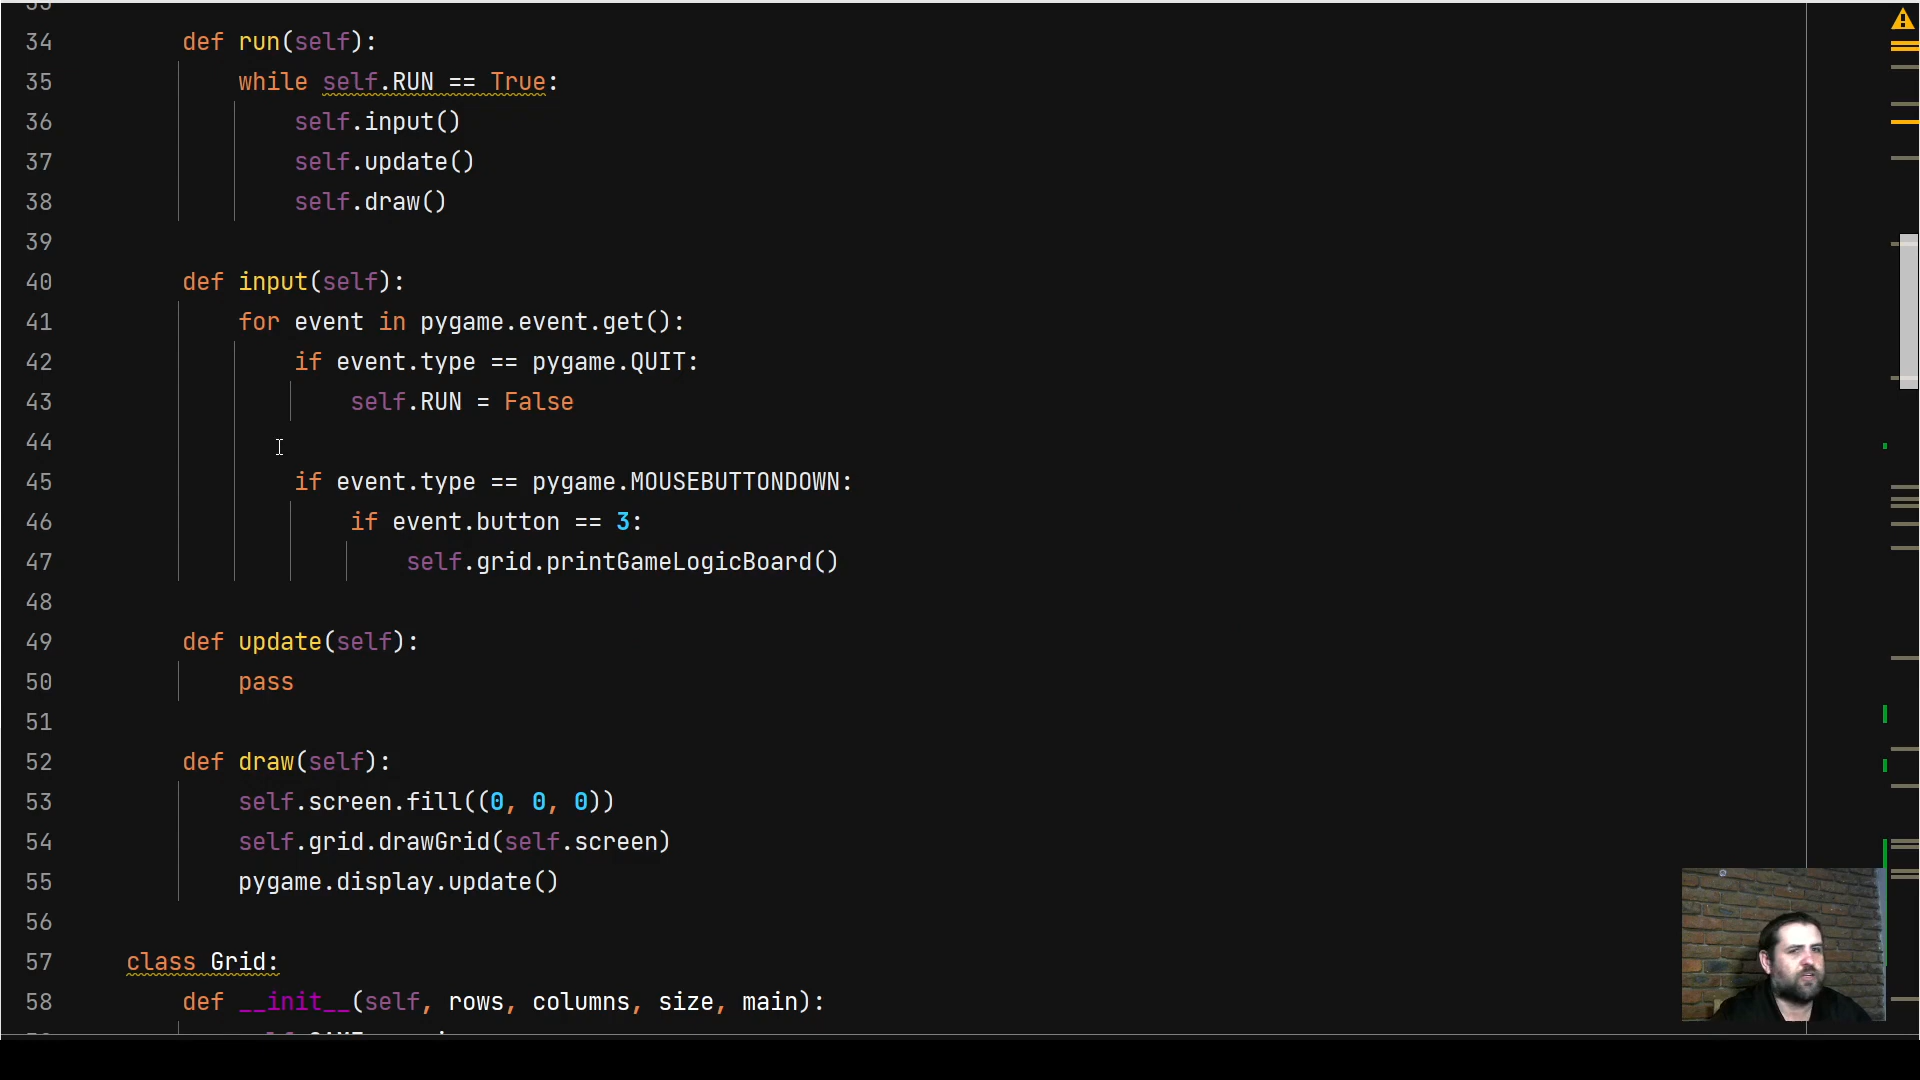 34 def run(self):
35 while self.RUN == True:
36 self.input()
37 self.update()
38 self.draw()
39
40 def input(self):
41 for event in pygame.event.get():
42 if event.type == pygame.QUIT:
43 self.RUN = False
44
45 if event.type == pygame.MOUSEBUTTONDOWN:
46 if event.button == 3:
47 self.grid.printGameLogicBoard()
48
49 def update(self):
50 pass
51
52 def draw(self):
53 self.screen.fill((0, 0, 0))
54 self.grid.drawGrid(self.screen)
55 pygame.display.update()
56
57 class Grid:
58 def __init__(self, rows, columns, size, main):